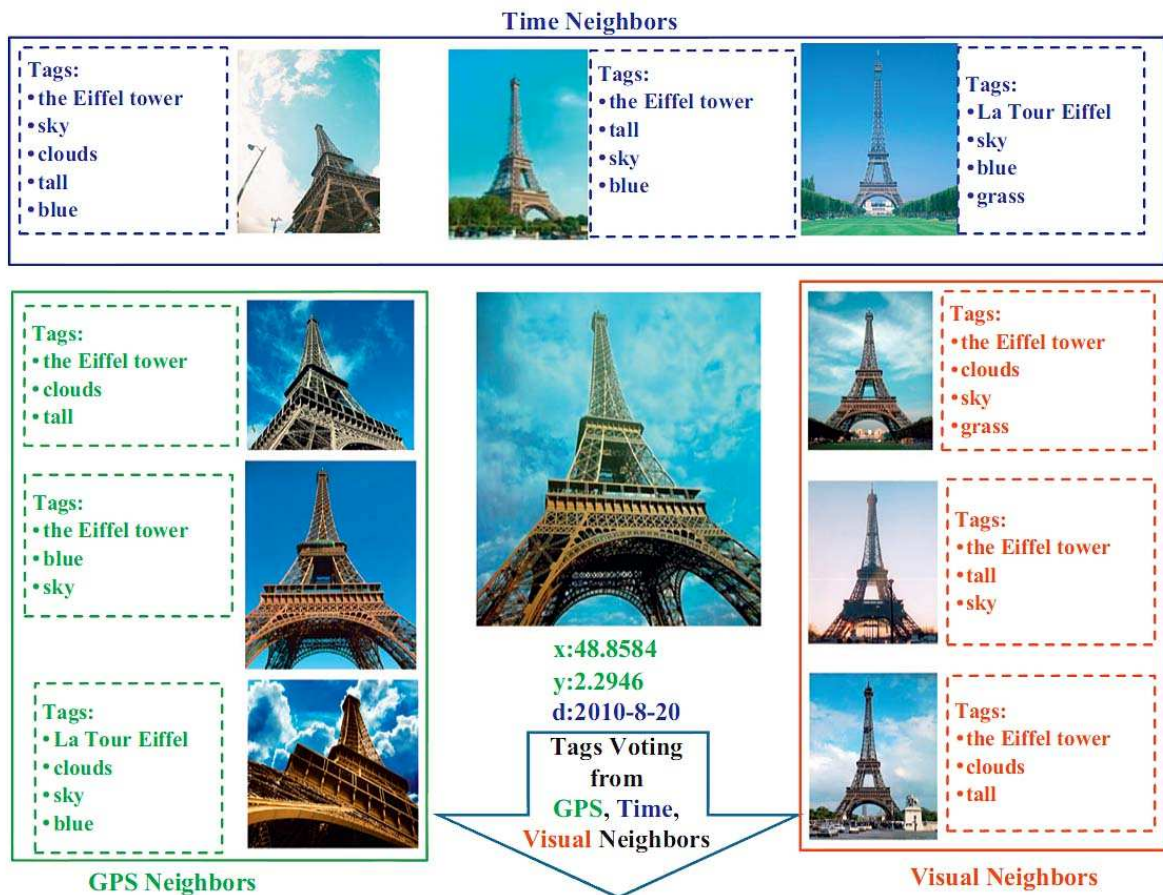 Time Neighbors
Tags:
•the Eiffel tower
•sky
•clouds
•tall
•blue
Tags:
•the Eiffel tower
•tall
•sky
•blue
Tags:
•La Tour Eiffel
•sky
•blue
•grass
Tags:
•the Eiffel tower
•clouds
•tall
Tags:
•the Eiffel tower
•blue
•sky
Tags:
•La Tour Eiffel
•clouds
•sky
•blue
GPS Neighbors
x:48.8584
y:2.2946
d:2010-8-20
Tags Voting
from
GPS, Time,
Visual Neighbors
Tags:
•the Eiffel tower
•clouds
•sky
•grass
Tags:
•the Eiffel tower
•tall
•sky
Tags:
•the Eiffel tower
•clouds
•tall
Visual Neighbors